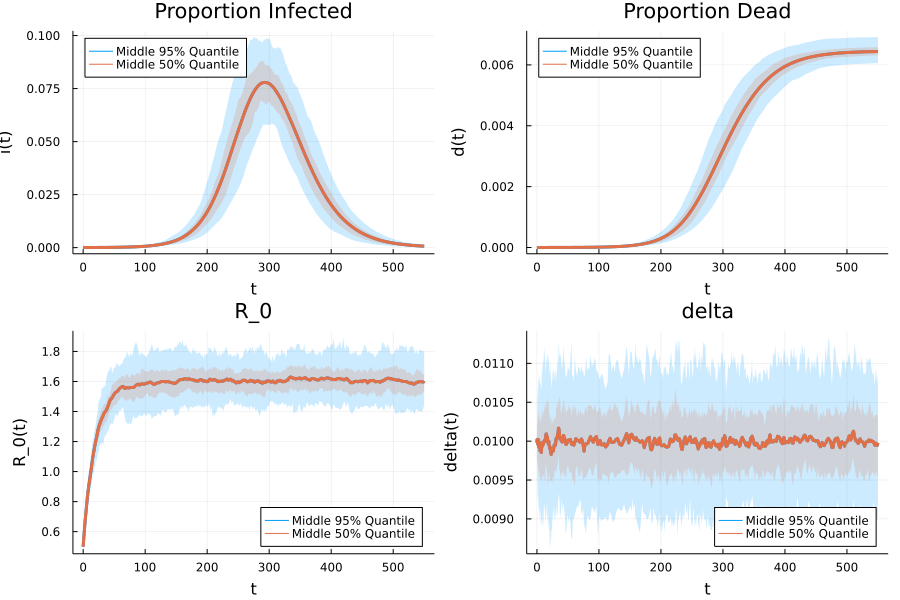 Proportion Infected
0.100
0.075
0.050
0.025
0.000
ı(t)
Middle 95% Quantile
Middle 50% Quantile
0 100 200 300 400 500
t
Proportion Dead
0.006
0.004
0.002
0.000
d(t)
Middle 95% Quantile
Middle 50% Quantile
0 100 200 300 400 500
t
R_0
1.8
1.6
1.4
1.2
1.0
0.8
0.6
R_0(t)
Middle 95% Quantile
Middle 50% Quantile
0 100 200 300 400 500
t
delta
0.0110
0.0105
0.0100
0.0095
0.0090
delta(t)
Middle 95% Quantile
Middle 50% Quantile
0 100 200 300 400 500
t